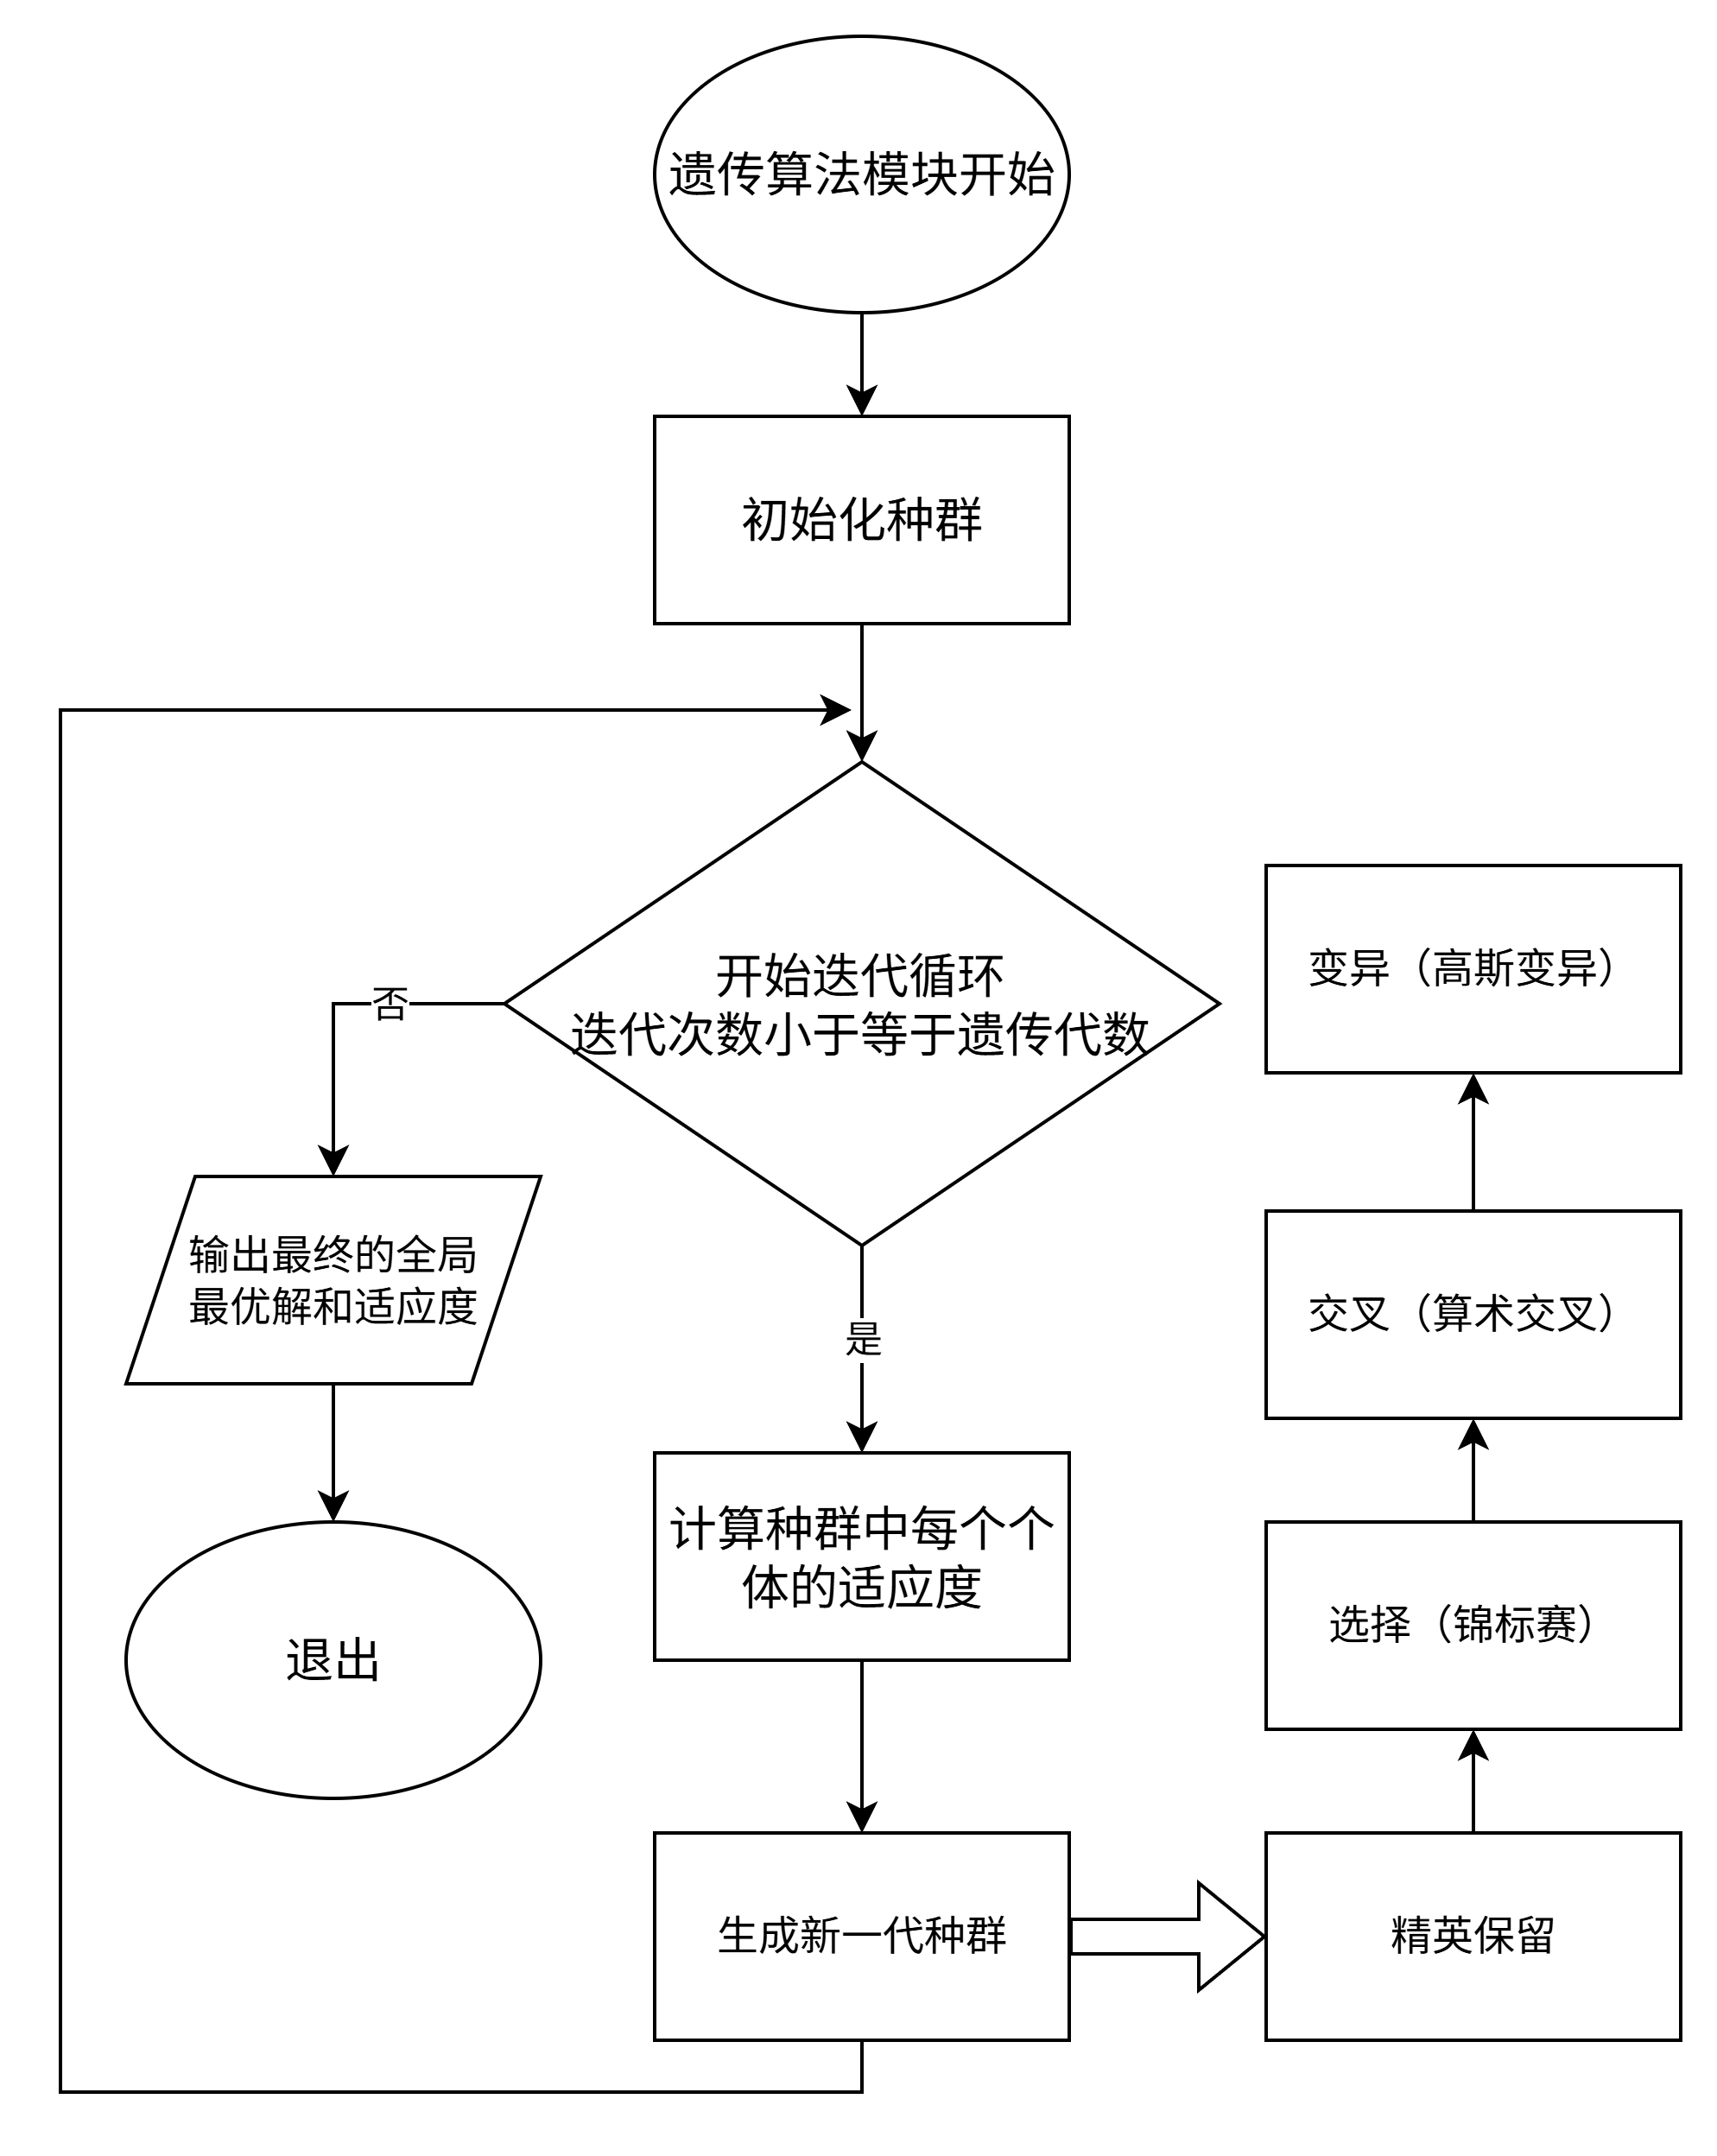 遗传算法模块开始
初始化种群
开始迭代循环
迭代次数小于等于遗传代数
否
是
输出最终的全局
最优解和适应度
退出
计算种群中每个个
体的适应度
生成新一代种群
精英保留
选择（锦标赛）
交叉（算术交叉）
变异（高斯变异）